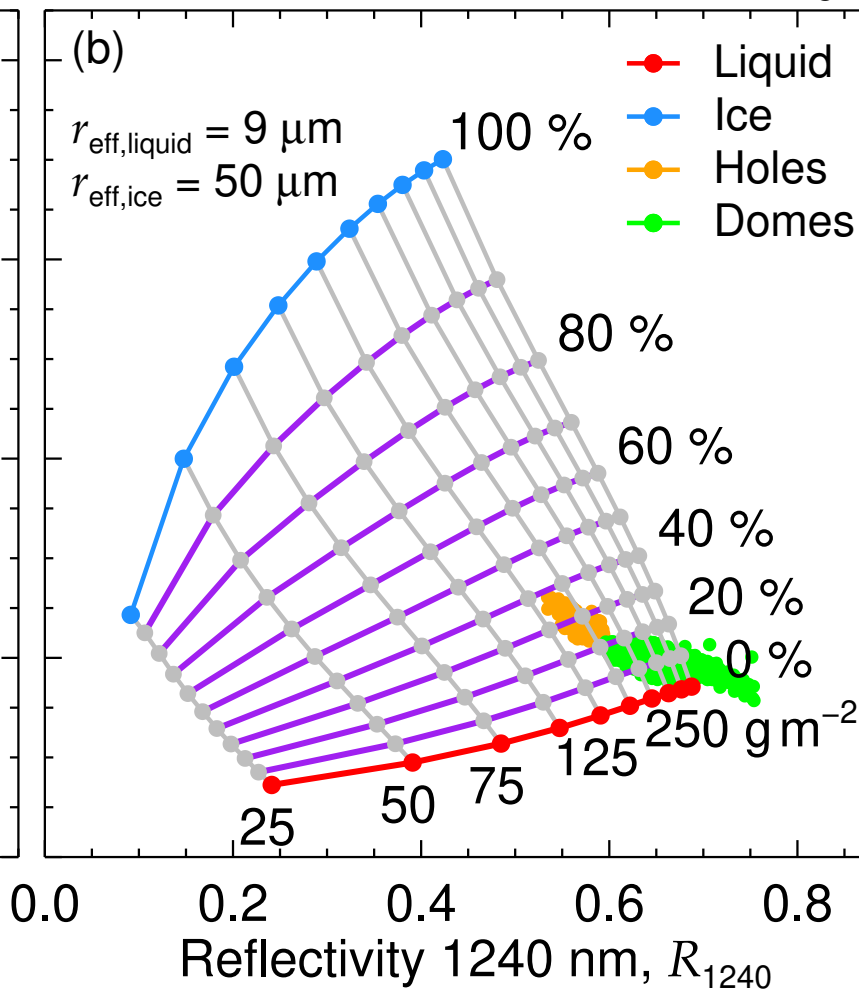 (b)
Liquid
Ice
Holes
Domes
r_eff,liquid = 9 µm
r_eff,ice = 50 µm
100 %
80 %
60 %
40 %
20 %
0 %
250 g m⁻²
125
75
50
25
0.0 0.2 0.4 0.6 0.8
Reflectivity 1240 nm, R₁₂₄₀